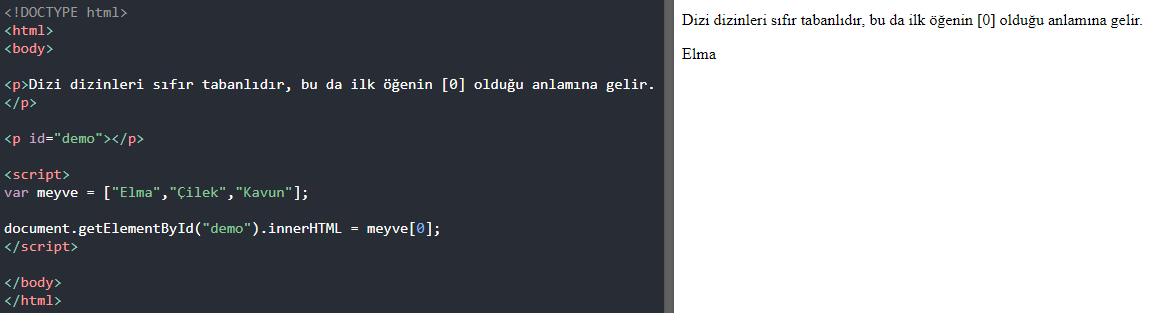 <!DOCTYPE html>
<html>
<body>
<p>Dizi dizinleri sıfır tabanlıdır, bu da ilk öğenin [0] olduğu anlamına gelir.
</p>
<p id="demo"></p>
<script>
var meyve = ["Elma","Çilek","Kavun"];
document.getElementById("demo").innerHTML = meyve[0];
</script>
</body>
</html>
Dizi dizinleri sıfır tabanlıdır, bu da ilk öğenin [0] olduğu anlamına gelir.
Elma